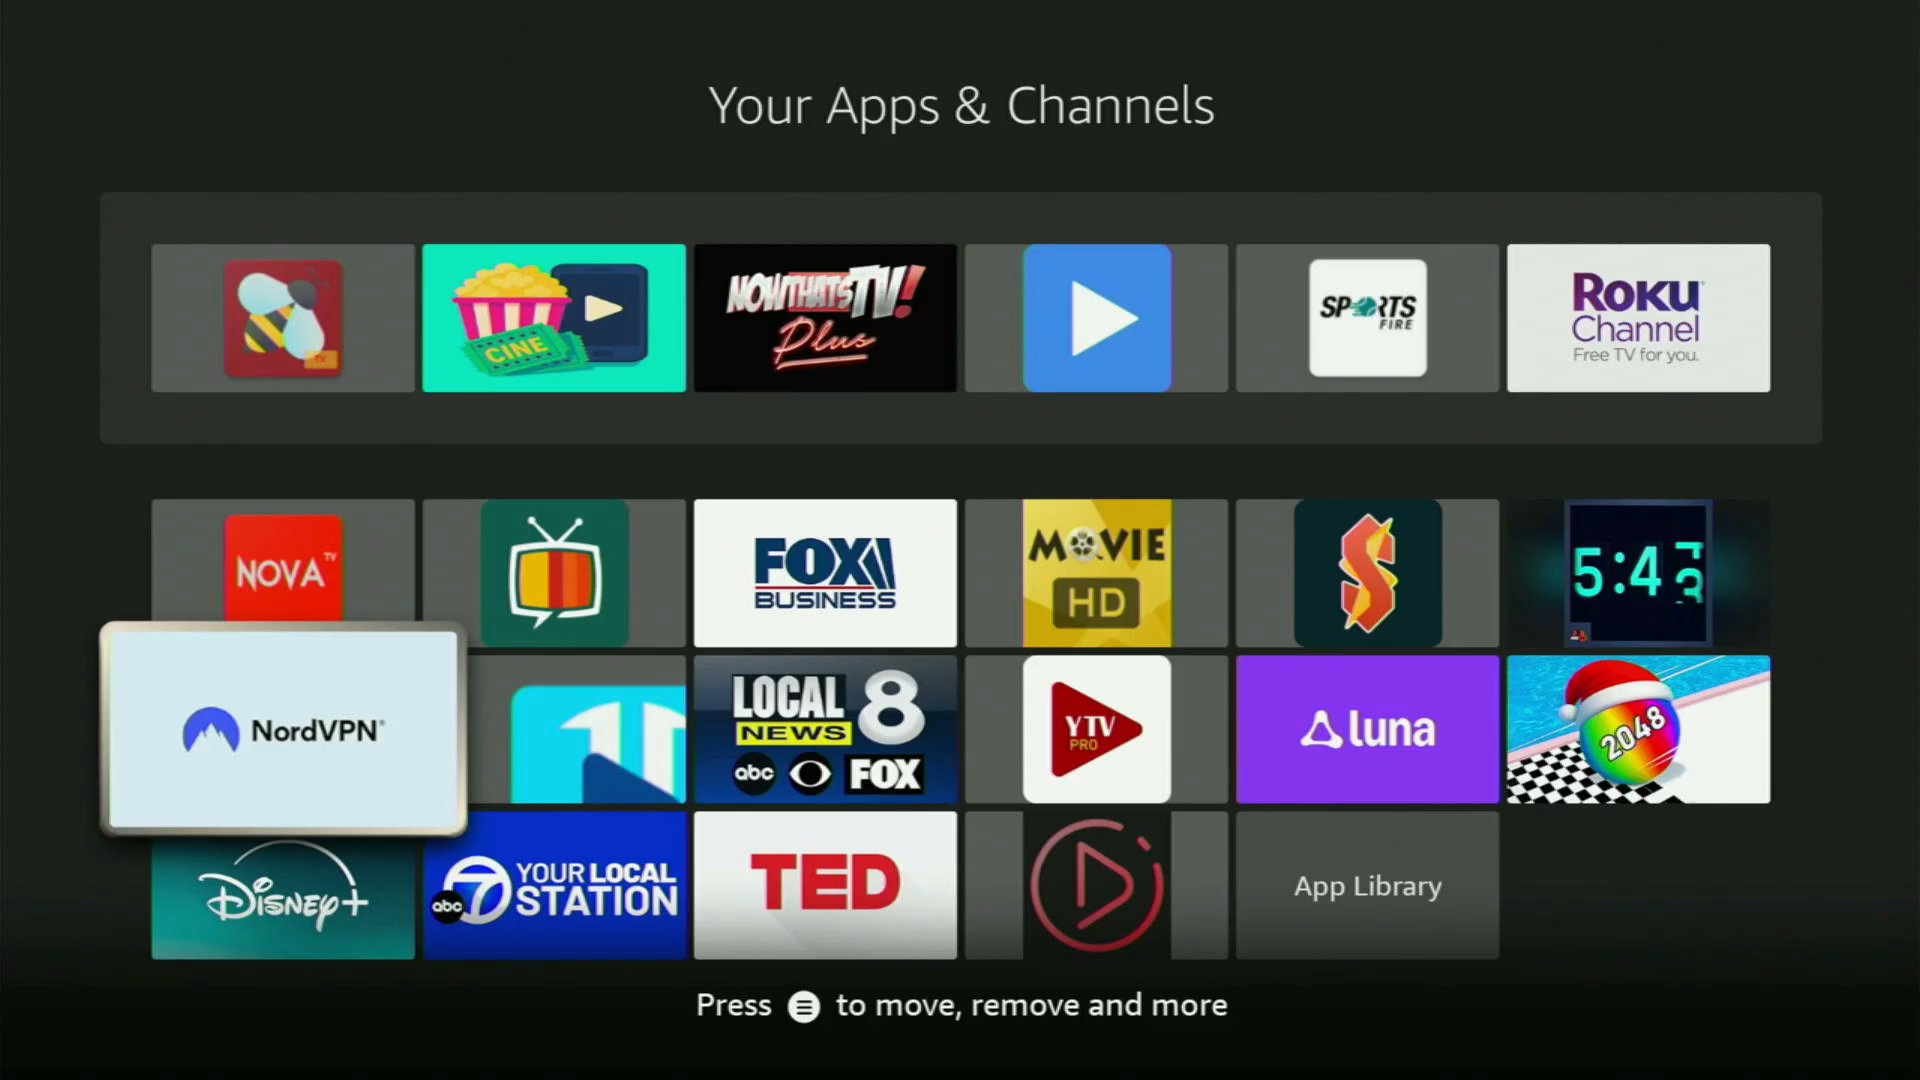 Your Apps & Channels
TV
CINE
NOWTHATSTV!
Plus
SPORTS
FIRE
Roku
Channel
Free TV for you.
NOVA TV
FOX
BUSINESS
MOVIE
HD
S
5:4
NordVPN®
LOCAL 8
NEWS
abc FOX
YTV
PRO
luna
2048
Disney+
abc 7 YOUR LOCAL
STATION
TED
App Library
Press to move, remove and more